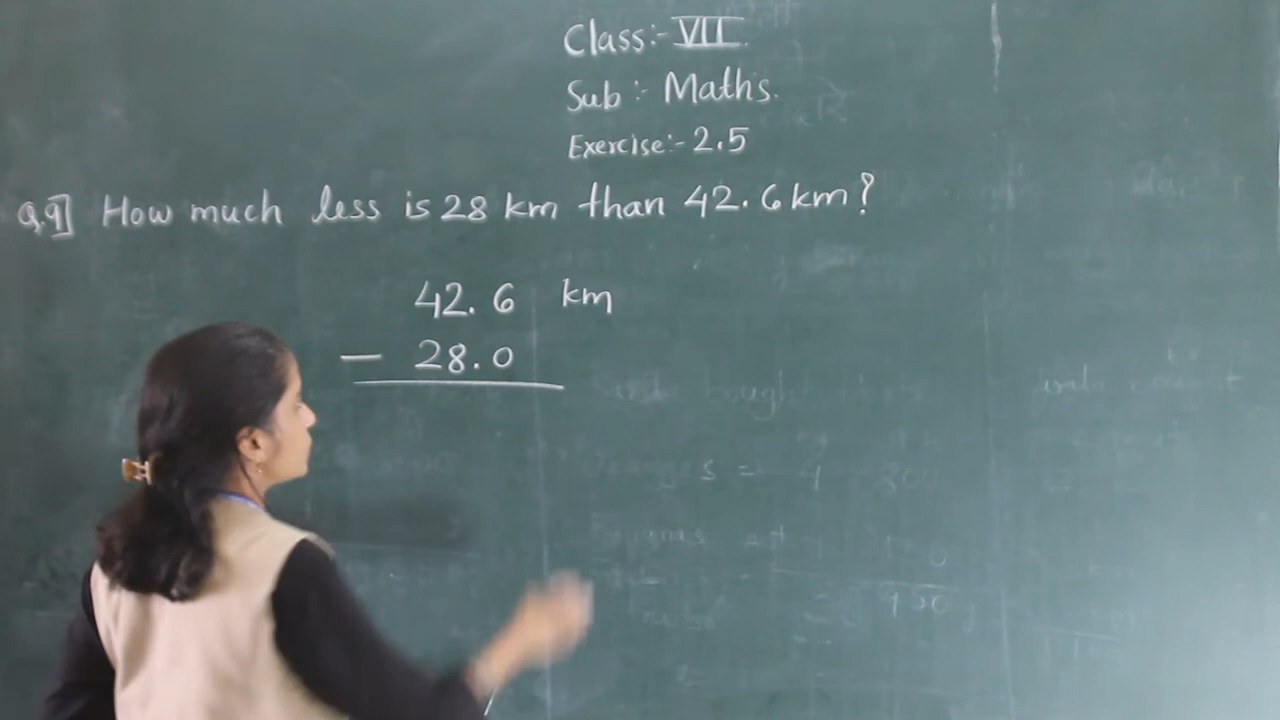 Class:- VII.
Sub :- Maths.
Exercise:- 2.5
Q.9] How much less is 28 km than 42.6 km?
42.6 km
— 28.0